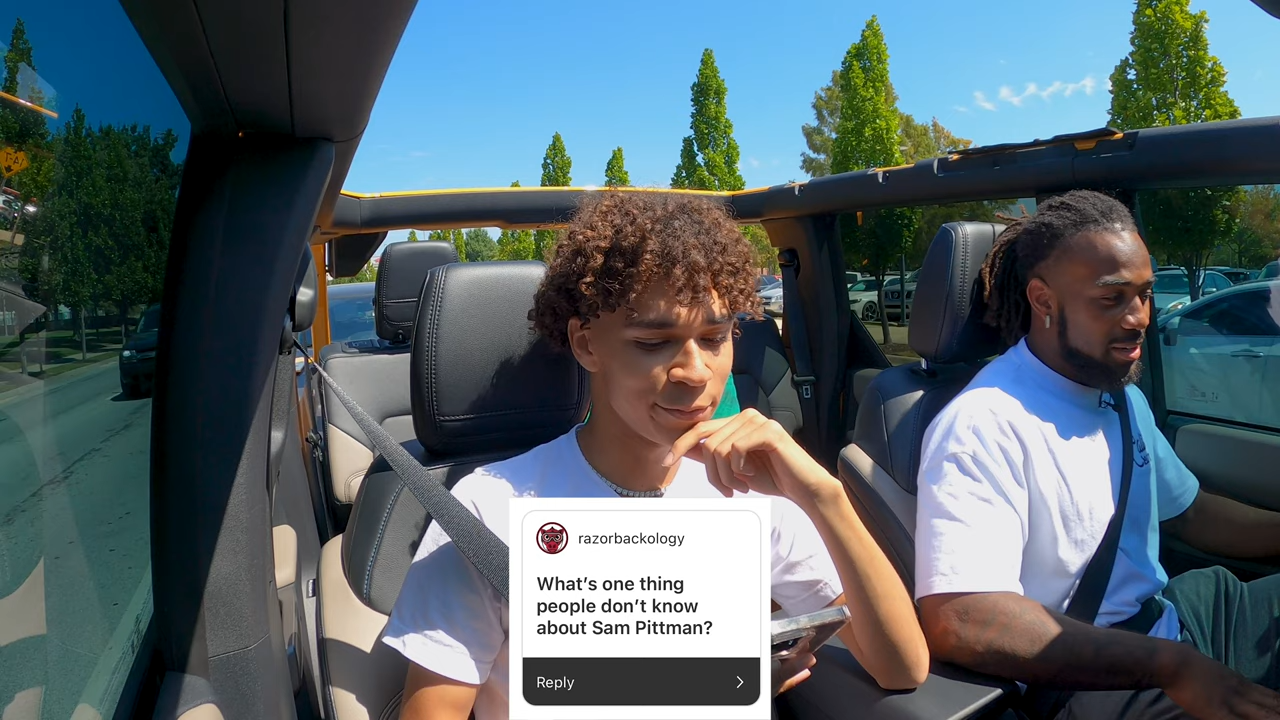 razorbackology
What’s one thing
people don’t know
about Sam Pittman?
Reply